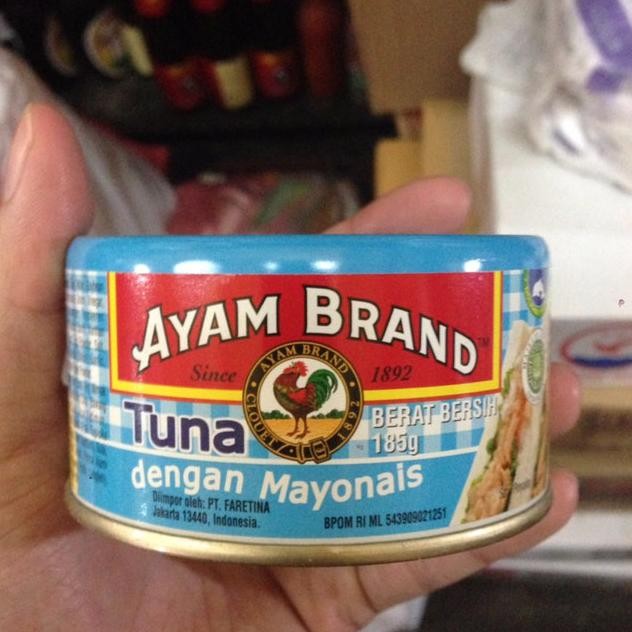 AYAM BRAND™
Since 1892
AYAM BRAND
CLOUET
1892
Tuna
BERAT BERSIH
185g
dengan Mayonais
Diimpor oleh: PT. FARETINA
Jakarta 13440, Indonesia.
BPOM RI ML 543909021251